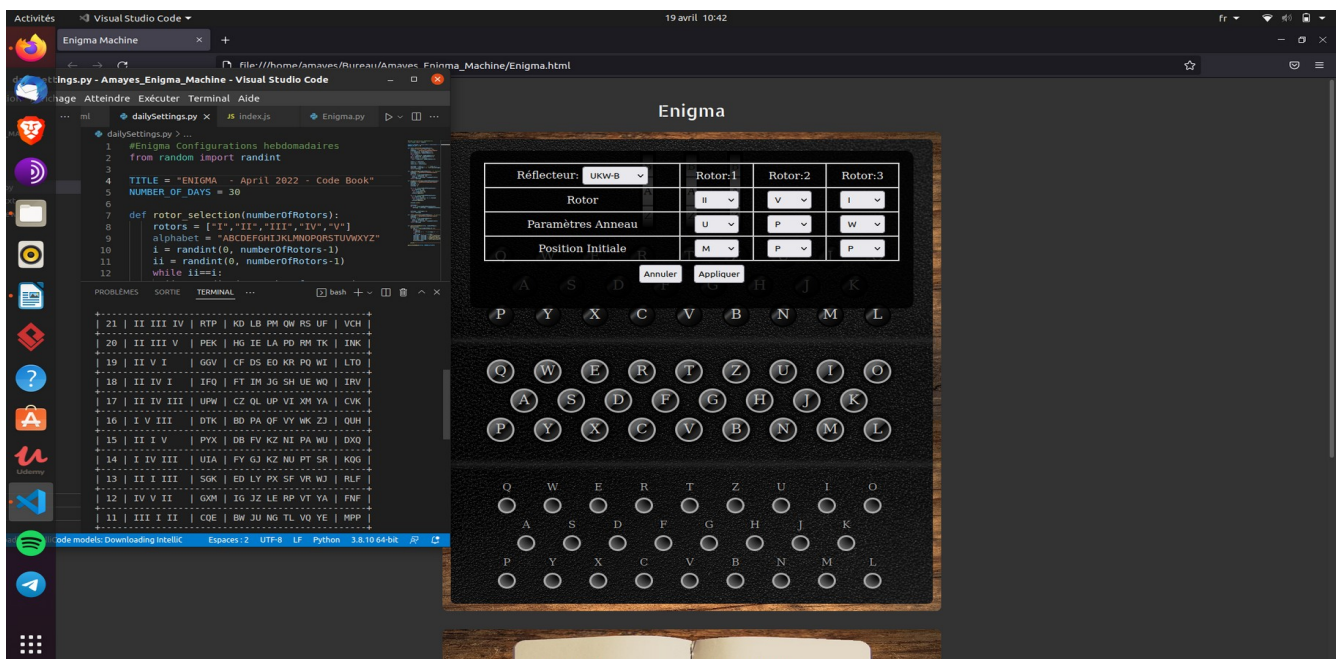 Activités
Visual Studio Code
19 avril 10:42
fr
Enigma Machine
file:///home/amayes/Bureau/Amayes_Enigma_Machine/Enigma.html
ings.py - Amayes_Enigma_Machine - Visual Studio Code
hage Atteindre Exécuter Terminal Aide
ml dailySettings.py JS index.js Enigma.py
dailySettings.py > ...
1 #Enigma Configurations hebdomadaires
2 from random import randint
3
4 TITLE = "ENIGMA - April 2022 - Code Book"
5 NUMBER_OF_DAYS = 30
6
7 def rotor_selection(numberOfRotors):
8 rotors = ["I","II","III","IV","V"]
9 alphabet = "ABCDEFGHIJKLMNOPQRSTUVWXYZ"
10 i = randint(0, numberOfRotors-1)
11 ii = randint(0, numberOfRotors-1)
12 while ii==i:
PROBLÈMES SORTIE TERMINAL ... bash
| 21 | II III IV | RTP | KD LB PM QW RS UF | VCH |
| 20 | II III V | PEK | HG IE LA PD RM TK | INK |
| 19 | II V I | GGV | CF DS EO KR PQ WI | LTO |
| 18 | II IV I | IFQ | FT IM JG SH UE WQ | IRV |
| 17 | II IV III | UPW | CZ QL UP VI XM YA | CVK |
| 16 | I V III | DTK | BD PA QF VY WK ZJ | QUH |
| 15 | II I V | PYX | DB FV KZ NI PA WU | DXQ |
| 14 | I IV III | UIA | FY GJ KZ NU PT SR | KQG |
| 13 | II I III | SGK | ED LY PX SF VR WJ | RLF |
| 12 | IV V II | GXM | IG JZ LE RP VT YA | FNF |
| 11 | III I II | CQE | BW JU NG TL VQ YE | MPP |
Code models: Downloading IntelliC Espaces : 2 UTF-8 LF Python 3.8.10 64-bit
Udemy
Enigma
Réflecteur: UKW-B Rotor:1 Rotor:2 Rotor:3
Rotor II V I
Paramètres Anneau U P W
Position Initiale M P P
Annuler Appliquer
A S D F G H J K
P Y X C V B N M L
Q W E R T Z U I O
A S D F G H J K
P Y X C V B N M L
Q W E R T Z U I O
A S D F G H J K
P Y X C V B N M L